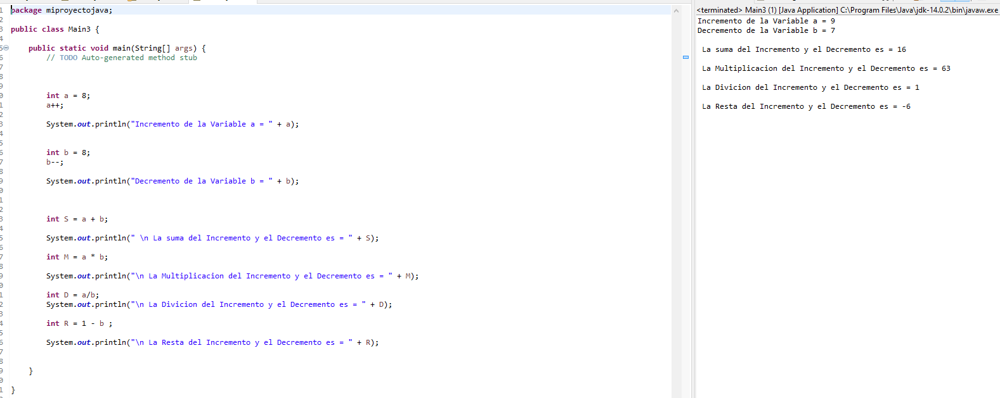 package miproyectojava;
public class Main3 {
public static void main(String[] args) {
// TODO Auto-generated method stub
int a = 8;
a++;
System.out.println("Incremento de la Variable a = " + a);
int b = 8;
b--;
System.out.println("Decremento de la Variable b = " + b);
int S = a + b;
System.out.println(" \n La suma del Incremento y el Decremento es = " + S);
int M = a * b;
System.out.println("\n La Multiplicacion del Incremento y el Decremento es = " + M);
int D = a/b;
System.out.println("\n La Divicion del Incremento y el Decremento es = " + D);
int R = 1 - b ;
System.out.println("\n La Resta del Incremento y el Decremento es = " + R);
}
}
<terminated> Main3 (1) [Java Application] C:\Program Files\Java\jdk-14.0.2\bin\javaw.exe
Incremento de la Variable a = 9
Decremento de la Variable b = 7
La suma del Incremento y el Decremento es = 16
La Multiplicacion del Incremento y el Decremento es = 63
La Divicion del Incremento y el Decremento es = 1
La Resta del Incremento y el Decremento es = -6